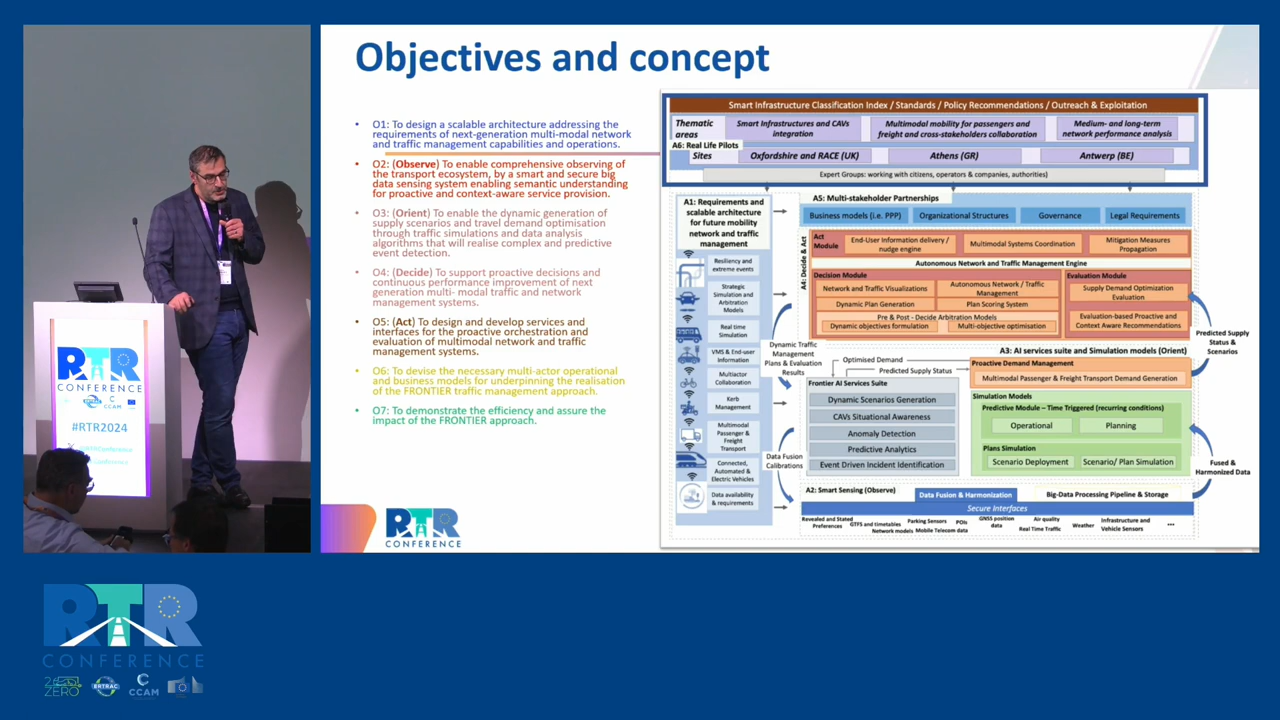 Objectives and concept
• O1: To design a scalable architecture addressing the
requirements of next-generation multi-modal network
and traffic management capabilities and operations.
• O2: (Observe) To enable comprehensive observing of
the transport ecosystem, by a smart and secure big
data sensing system enabling semantic understanding
for proactive and context-aware service provision.
• O3: (Orient) To enable the dynamic generation of
supply scenarios and travel demand optimisation
through traffic simulations and data analysis
algorithms that will realise complex and predictive
event detection.
• O4: (Decide) To support proactive decisions and
continuous performance improvement of next
generation multi- modal traffic and network
management systems.
• O5: (Act) To design and develop services and
interfaces for the proactive orchestration and
evaluation of multimodal network and traffic
management systems.
• O6: To devise the necessary multi-actor operational
and business models for underpinning the realisation
of the FRONTIER traffic management approach.
• O7: To demonstrate the efficiency and assure the
impact of the FRONTIER approach.
Smart Infrastructure Classification Index / Standards / Policy Recommendations / Outreach & Exploitation
Thematic
areas
Smart Infrastructures and CAVs
integration
Multimodal mobility for passengers and
freight and cross-stakeholders collaboration
Medium- and long-term
network performance analysis
A6: Real Life Pilots
Sites
Oxfordshire and RACE (UK)
Athens (GR)
Antwerp (BE)
Expert Groups: working with citizens, operators & companies, authorities)
A1: Requirements and
scalable architecture
for future mobility
network and traffic
management
Resiliency and
extreme events
Strategic
Simulation and
Arbitration
Models
Real time
Simulation
VMS & End-user
information
Multiactor
Collaboration
Kerb
Management
Multimodal
Passenger &
Freight
Transport
Connected,
Automated &
Electric Vehicles
Data availability
& requirements
A5: Multi-stakeholder Partnerships
Business models (i.e. PPP)
Organizational Structures
Governance
Legal Requirements
A4: Decide & Act
Act
Module
End-User Information delivery /
nudge engine
Multimodal Systems Coordination
Mitigation Measures
Propagation
Autonomous Network and Traffic Management Engine
Decision Module
Network and Traffic Visualizations
Autonomous Network / Traffic
Management
Dynamic Plan Generation
Plan Scoring System
Pre & Post - Decide Arbitration Models
Dynamic objectives formulation
Multi-objective optimisation
Evaluation Module
Supply Demand Optimization
Evaluation
Evaluation-based Proactive and
Context Aware Recommendations
Predicted Supply
Status &
Scenarios
Dynamic Traffic
Management
Plans & Evaluation
Results
A3: AI services suite and Simulation models (Orient)
Optimised Demand
Predicted Supply Status
Proactive Demand Management
Multimodal Passenger & Freight Transport Demand Generation
Frontier AI Services Suite
Dynamic Scenarios Generation
CAVs Situational Awareness
Anomaly Detection
Predictive Analytics
Event Driven Incident Identification
Simulation Models
Predictive Module – Time Triggered (recurring conditions)
Operational
Planning
Plans Simulation
Scenario Deployment
Scenario/ Plan Simulation
Data Fusion
Calibrations
Fused &
Harmonized Data
A2: Smart Sensing (Observe)
Data Fusion & Harmonization
Big-Data Processing Pipeline & Storage
Secure Interfaces
Revealed and Stated
Preferences
GTFS and timetables
Network models
Parking Sensors
Mobile Telecom data
POIs
GNSS position
data
Air quality
Real Time Traffic
Weather
Infrastructure and
Vehicle Sensors
...
RTR
CONFERENCE
RTR
CONFERENCE
ERTRAC
CCAM
#RTR2024
RTR
CONFERENCE
2ZERO
ERTRAC
CCAM